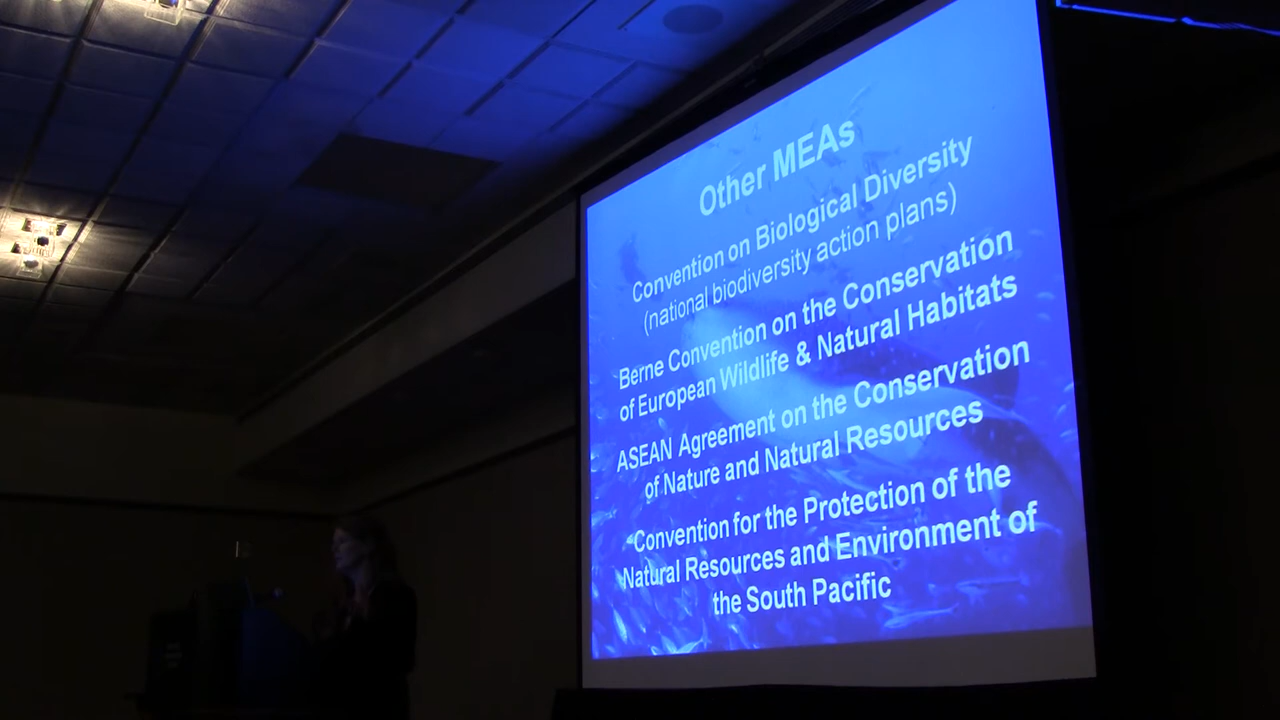 Other MEAs
Convention on Biological Diversity
(national biodiversity action plans)
Berne Convention on the Conservation
of European Wildlife & Natural Habitats
ASEAN Agreement on the Conservation
of Nature and Natural Resources
Convention for the Protection of the
Natural Resources and Environment of
the South Pacific